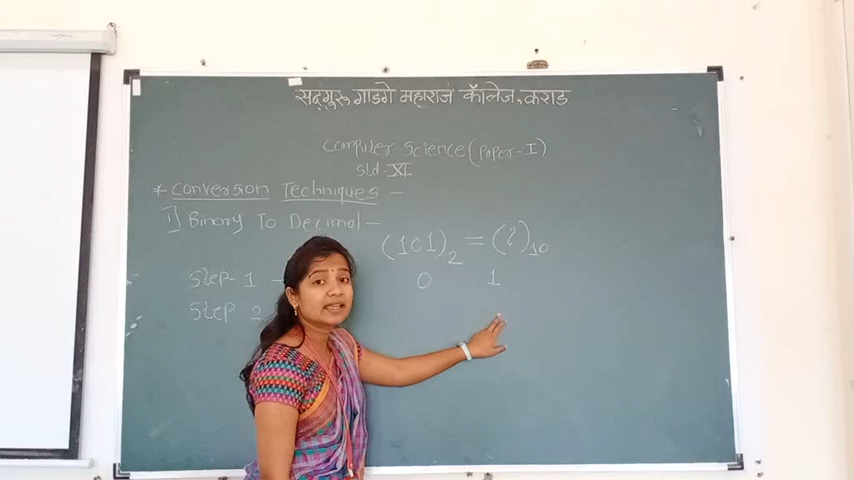 सद्गुरू गाडगे महाराज कॉलेज, कराड
Computer Science (Paper-I)
Std-XI
* Conversion Techniques -
1] Binary To Decimal-
(101)2 = (?)10
Step-1 - 0 1
Step 2